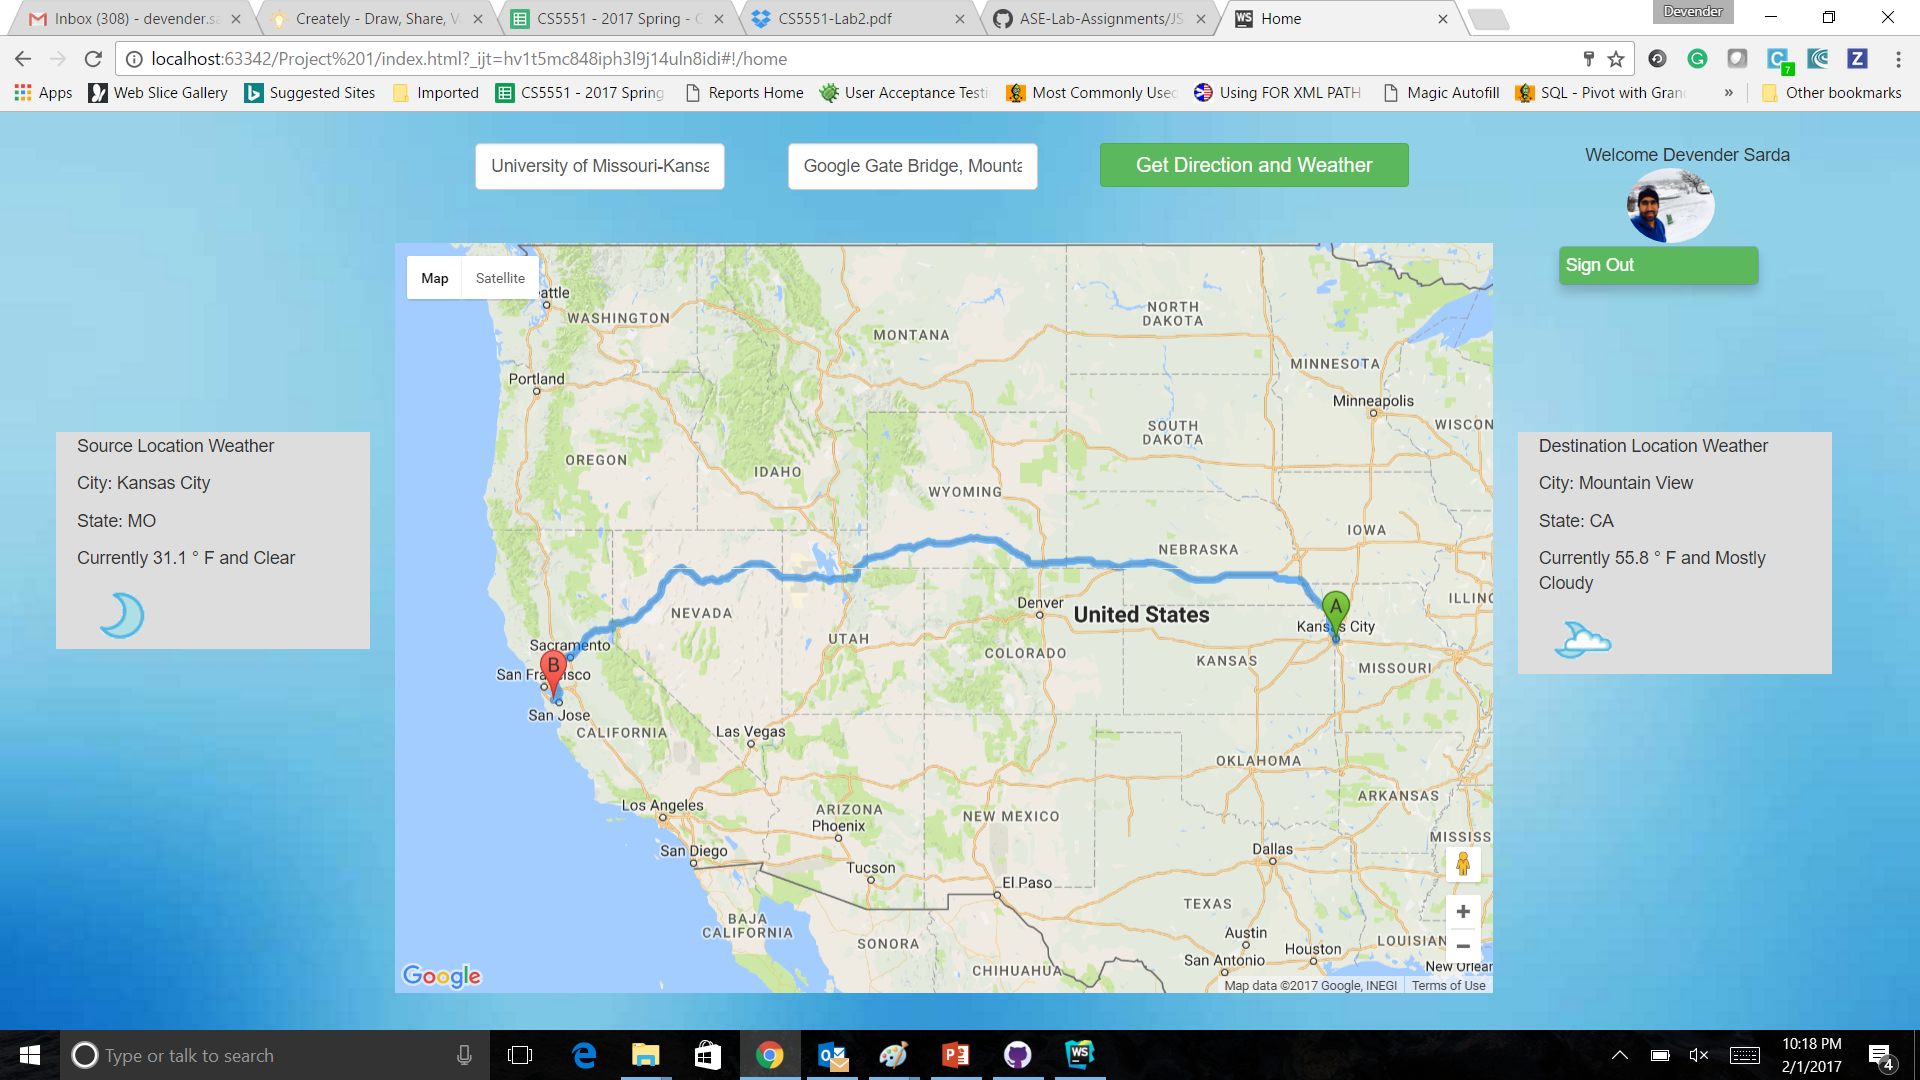 Devender
Inbox (308) - devender.sa
Creately - Draw, Share, V
CS5551 - 2017 Spring - G
CS5551-Lab2.pdf
ASE-Lab-Assignments/JS
Home
localhost:63342/Project%201/index.html?_ijt=hv1t5mc848iph3l9j14uln8idi#!/home
7
Apps
Web Slice Gallery
Suggested Sites
Imported
CS5551 - 2017 Spring
Reports Home
User Acceptance Testi
Most Commonly Used
Using FOR XML PATH
Magic Autofill
SQL - Pivot with Gran
»
Other bookmarks
University of Missouri-Kansa
Google Gate Bridge, Mounta
Get Direction and Weather
Welcome Devender Sarda
Sign Out
Source Location Weather
City: Kansas City
State: MO
Currently 31.1 ° F and Clear
Map
Satellite
attle
WASHINGTON
MONTANA
NORTH
DAKOTA
MINNESOTA
Portland
Minneapolis
SOUTH
DAKOTA
WISCON
OREGON
IDAHO
WYOMING
IOWA
NEBRASKA
NEVADA
Denver
United States
ILLINO
UTAH
A
Kansas City
Sacramento
COLORADO
KANSAS
MISSOURI
B
San Francisco
San Jose
CALIFORNIA
Las Vegas
OKLAHOMA
Los Angeles
ARIZONA
Phoenix
NEW MEXICO
ARKANSAS
MISSISS
San Diego
Tucson
Dallas
El Paso
TEXAS
BAJA
CALIFORNIA
SONORA
Austin
Houston
LOUISIAN
San Antonio
New Orlean
CHIHUAHUA
Google
Map data ©2017 Google, INEGI
Terms of Use
Destination Location Weather
City: Mountain View
State: CA
Currently 55.8 ° F and Mostly
Cloudy
Type or talk to search
10:18 PM
2/1/2017
4